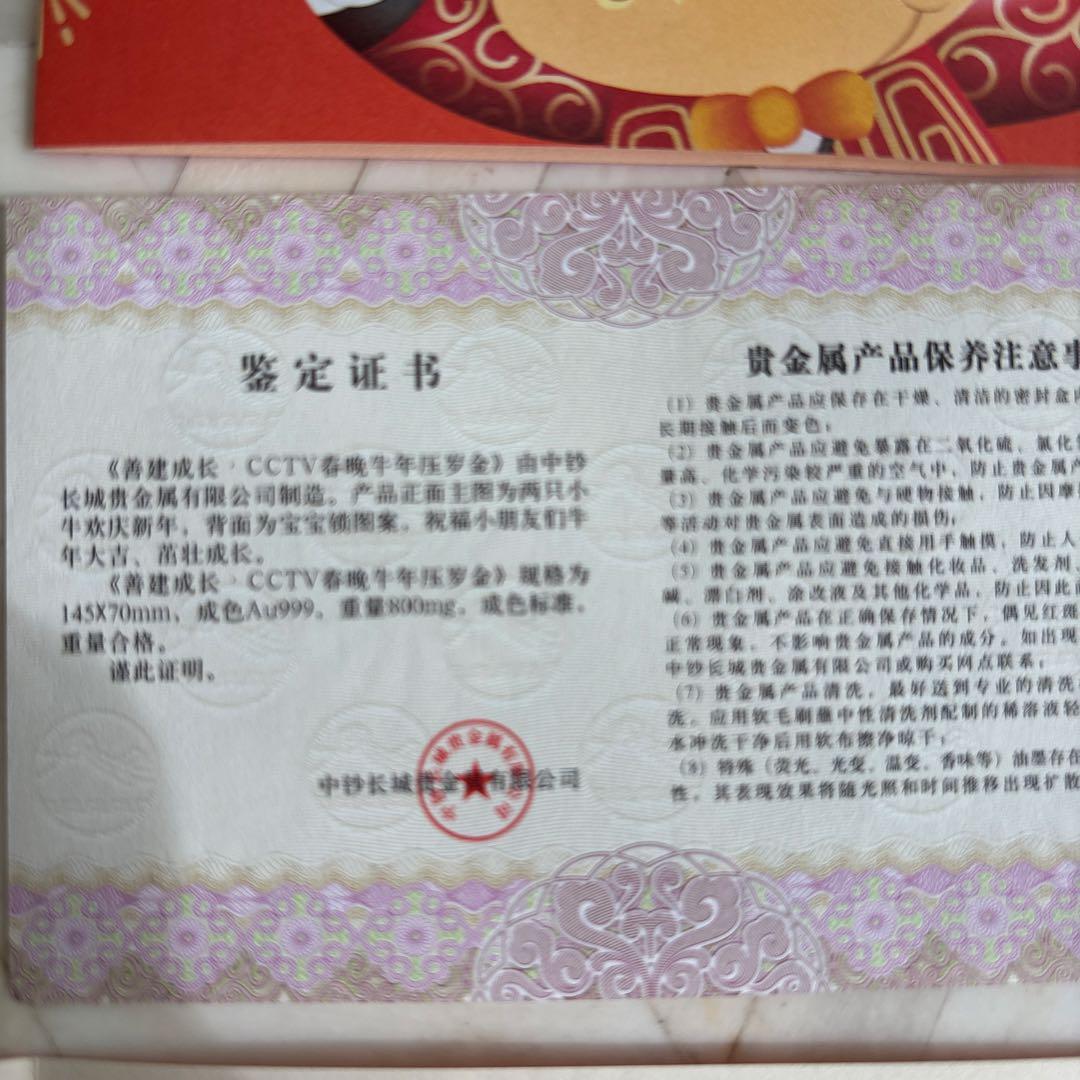 鉴定证书
《善建成长·CCTV春晚牛年压岁金》由中钞
长城贵金属有限公司制造。产品正面主图为两只小
牛欢庆新年，背面为宝宝锁图案，祝福小朋友们牛
年大吉、茁壮成长。
《善建成长·CCTV春晚牛年压岁金》规格为
145X70mm，成色Au999，重量800mg，成色标准，
重量合格。
谨此证明。
中钞长城贵金属有限公司
贵金属产品保养注意事
(1) 贵金属产品应保存在干燥、清洁的密封盒内
长期接触后而变色；
(2) 贵金属产品应避免暴露在二氧化硫、氯化氢
量高、化学污染较严重的空气中，防止贵金属产
(3) 贵金属产品应避免与硬物接触，防止因摩
等活动对贵金属表面造成的损伤；
(4) 贵金属产品应避免直接用手触摸，防止人
(5) 贵金属产品应避免接触化妆品、洗发剂、
碱、漂白剂、涂改液及其他化学品，防止因此而
(6) 贵金属产品在正确保存情况下，偶见红斑
正常现象，不影响贵金属产品的成分。如出现
中钞长城贵金属有限公司或购买网点联系；
(7) 贵金属产品清洗，最好送到专业的清洗
洗。应用软毛刷蘸中性清洗剂配制的稀溶液轻
水冲洗干净后用软布擦净晾干；
(8) 特殊（荧光、光变、温变、香味等）油墨存在
性，其表现效果将随光照和时间推移出现扩散